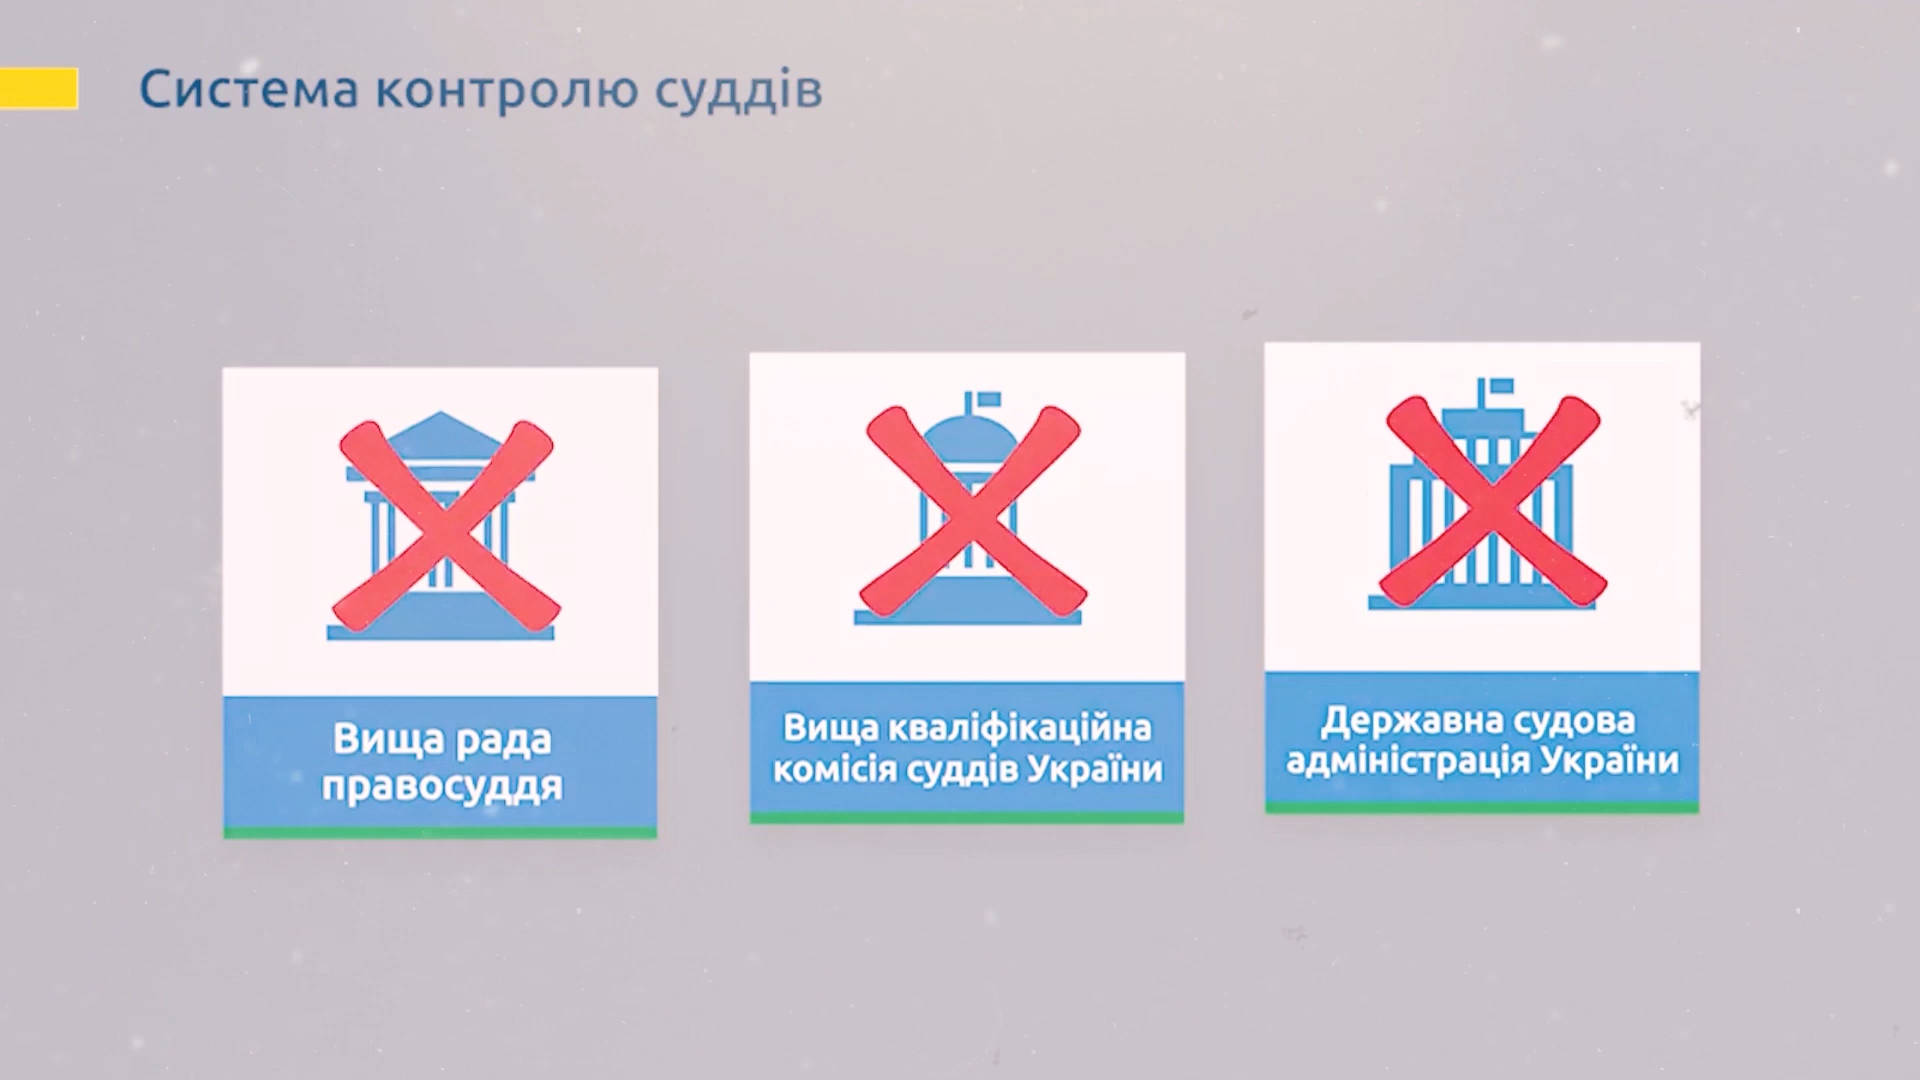 Система контролю суддів
Вища рада
правосуддя
Вища кваліфікаційна
комісія суддів України
Державна судова
адміністрація України